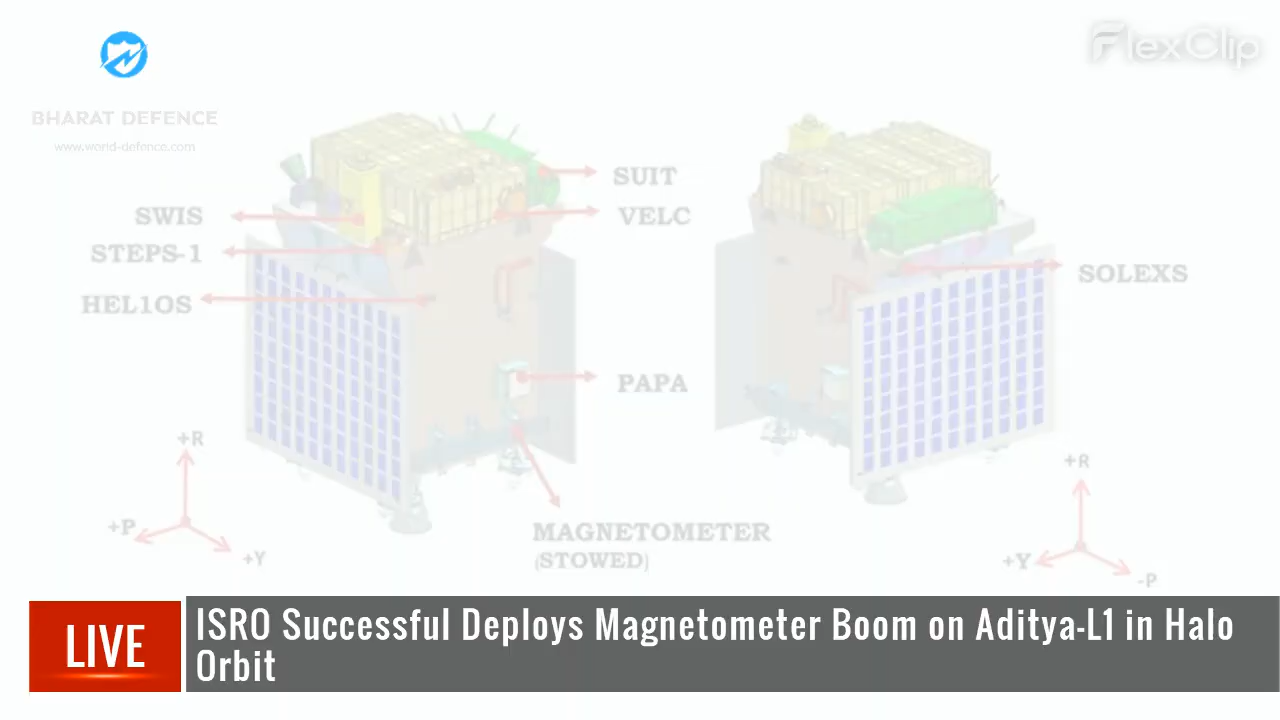 FlexClip
BHARAT DEFENCE
www.world-defence.com
SUIT
SWIS
VELC
STEPS-1
SOLEXS
HEL1OS
PAPA
+R
+P
+Y
MAGNETOMETER
(STOWED)
+R
+Y
-P
LIVE
ISRO Successful Deploys Magnetometer Boom on Aditya-L1 in Halo
Orbit